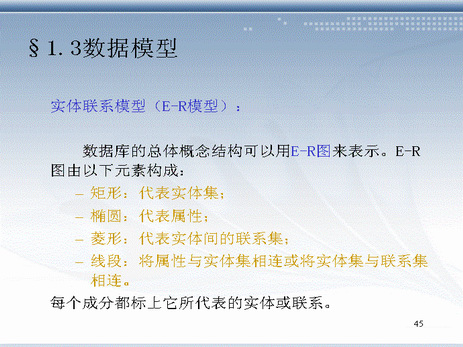 §1.3数据模型
实体联系模型（E-R模型）：
数据库的总体概念结构可以用E-R图来表示。E-R
图由以下元素构成：
– 矩形：代表实体集；
– 椭圆：代表属性；
– 菱形：代表实体间的联系集；
– 线段：将属性与实体集相连或将实体集与联系集
相连。
每个成分都标上它所代表的实体或联系。
45